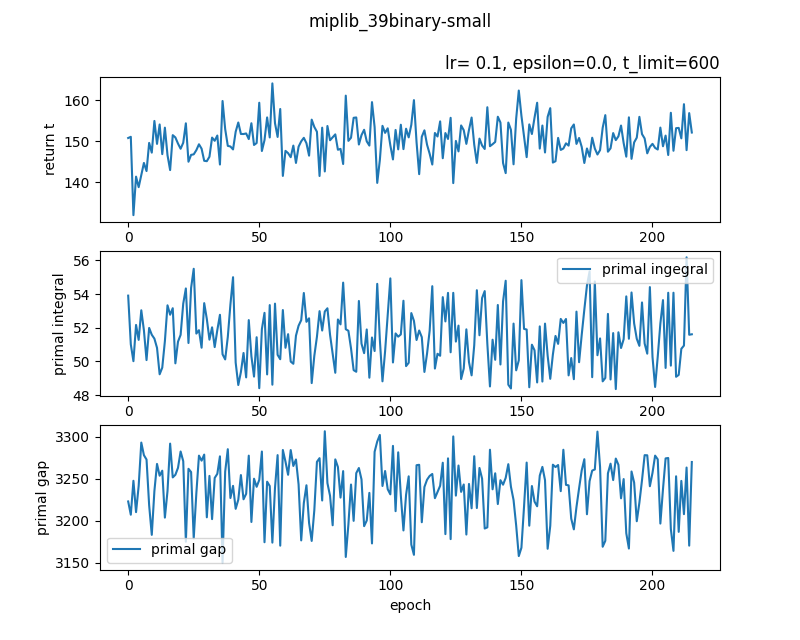 miplib_39binary-small
lr= 0.1, epsilon=0.0, t_limit=600
return t
160
150
140
0 50 100 150 200
primal integral
56
54
52
50
48
primal ingegral
0 50 100 150 200
primal gap
3300
3250
3200
3150
primal gap
0 50 100 150 200
epoch